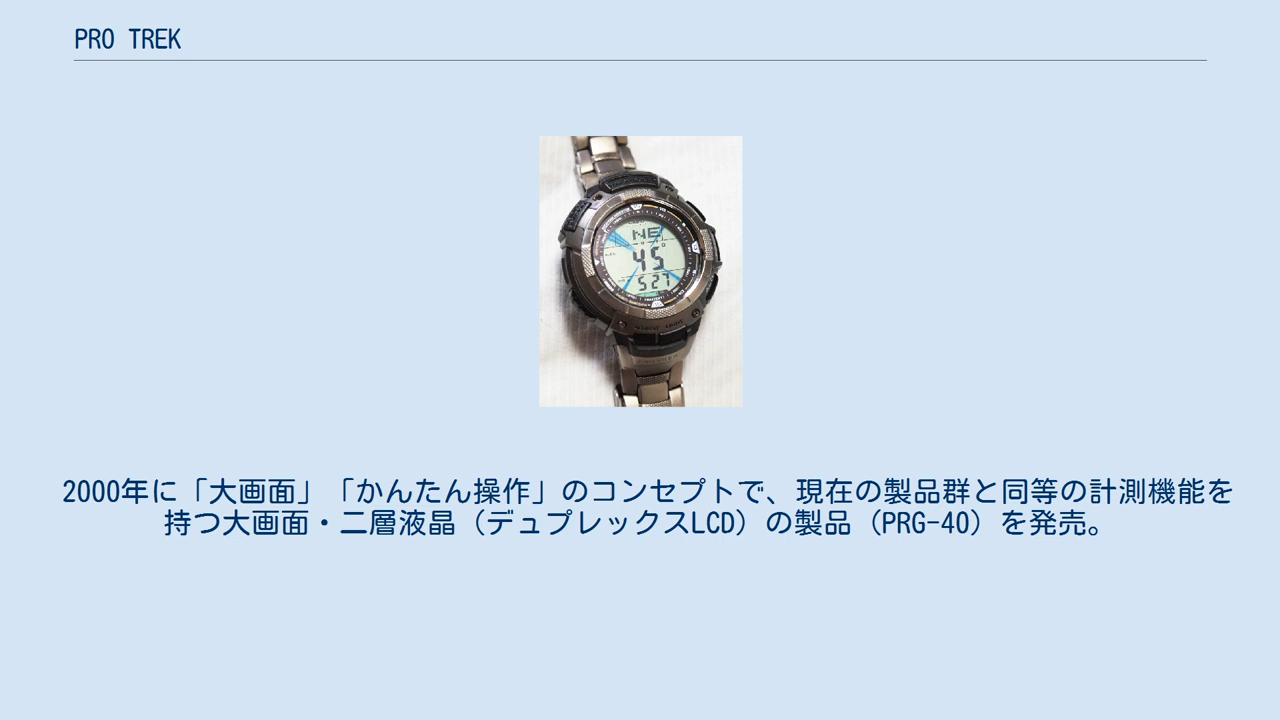 PRO TREK
NE
45°
5 27
2000年に「大画面」「かんたん操作」のコンセプトで、現在の製品群と同等の計測機能を
持つ大画面・二層液晶（デュプレックスLCD）の製品（PRG-40）を発売。